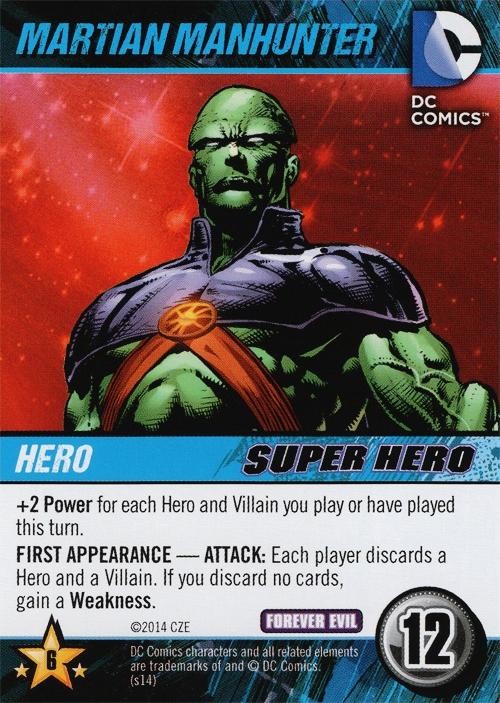 MARTIAN MANHUNTER
DC
COMICS™
HERO
SUPER HERO
+2 Power for each Hero and Villain you play or have played
this turn.
FIRST APPEARANCE — ATTACK: Each player discards a
Hero and a Villain. If you discard no cards,
gain a Weakness.
©2014 CZE
FOREVER EVIL
12
6
DC Comics characters and all related elements
are trademarks of and © DC Comics.
(s14)